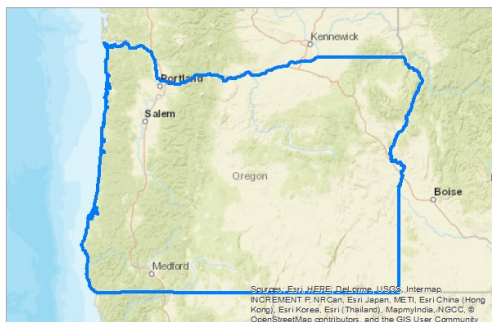 Kennewick
Portland
Salem
Oregon
Boise
Medford
Sources: Esri, HERE, DeLorme, USGS, Intermap,
INCREMENT P, NRCan, Esri Japan, METI, Esri China (Hong
Kong), Esri Korea, Esri (Thailand), MapmyIndia, NGCC, ©
OpenStreetMap contributors, and the GIS User Community